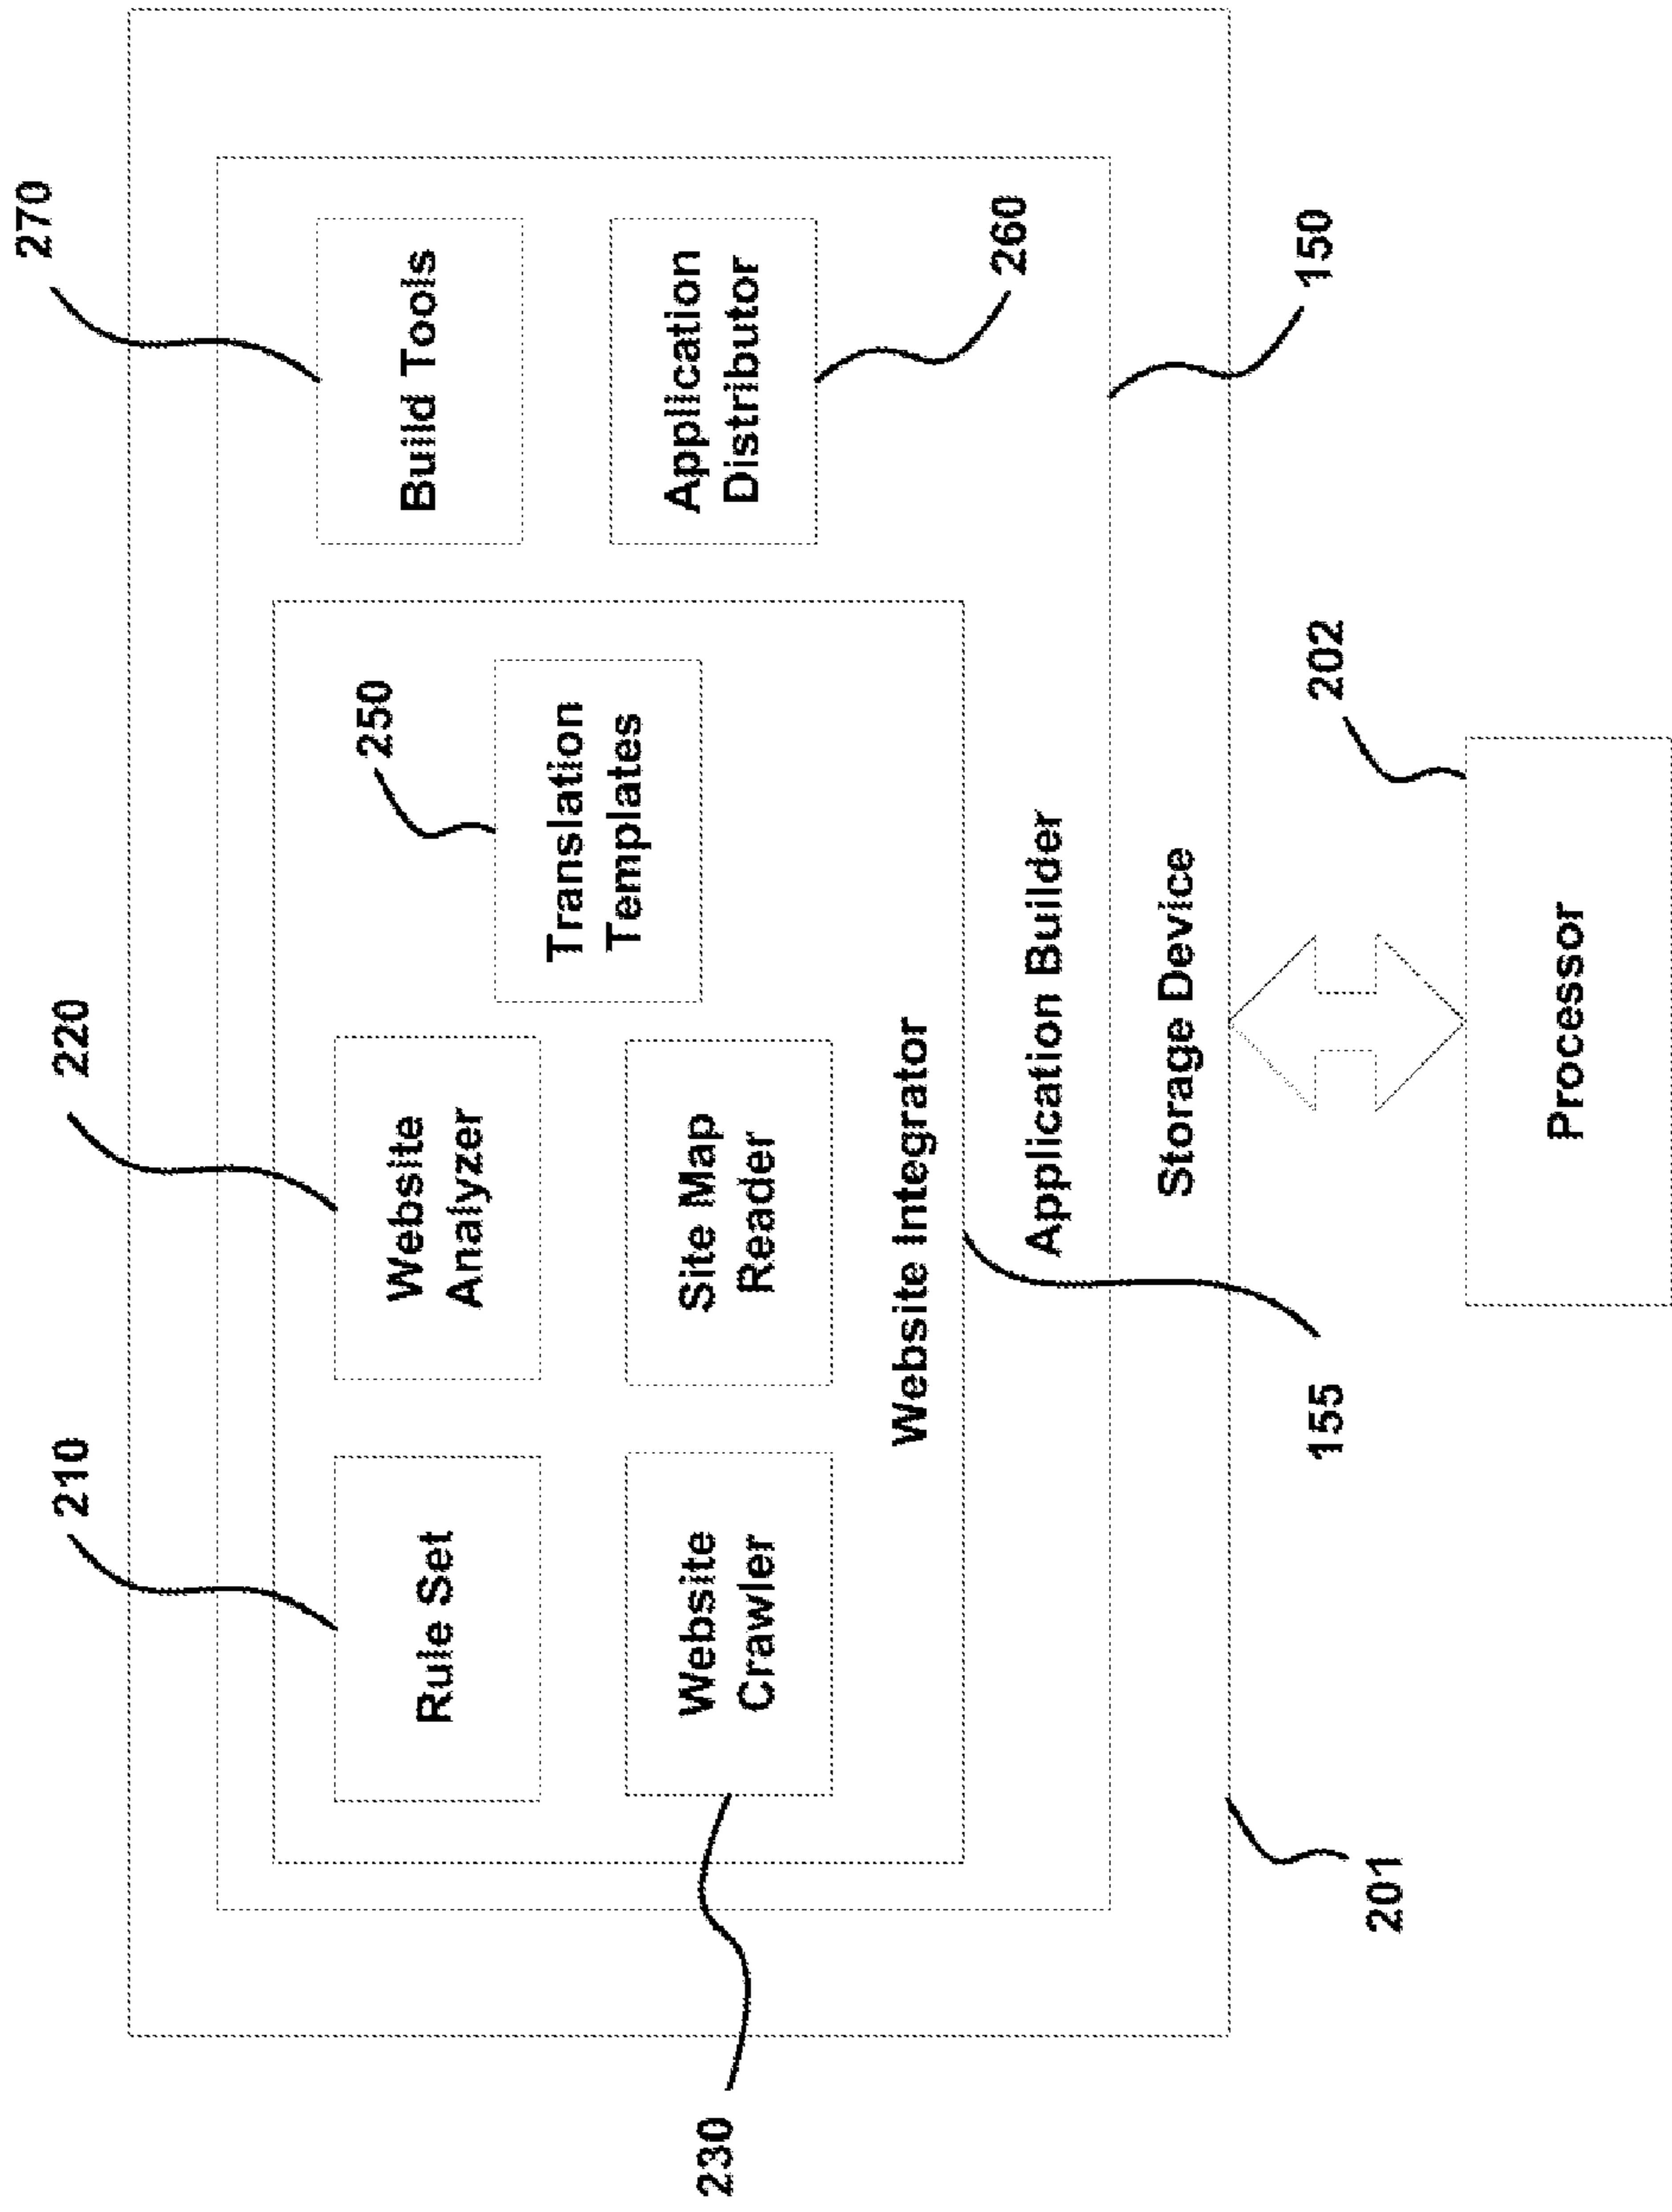 210
220
250
270
Rule Set
Website
Analyzer
Translation
Templates
Build Tools
Website
Crawler
Site Map
Reader
Application
Distributor
230
260
Website Integrator
Application Builder
Storage Device
150
155
201
202
Processor